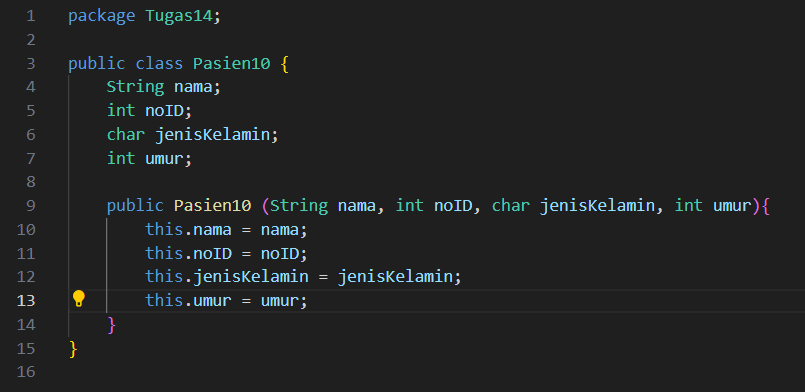 1 package Tugas14;
2
3 public class Pasien10 {
4     String nama;
5     int noID;
6     char jenisKelamin;
7     int umur;
8
9     public Pasien10 (String nama, int noID, char jenisKelamin, int umur){
10         this.nama = nama;
11         this.noID = noID;
12         this.jenisKelamin = jenisKelamin;
13         this.umur = umur;
14     }
15 }
16